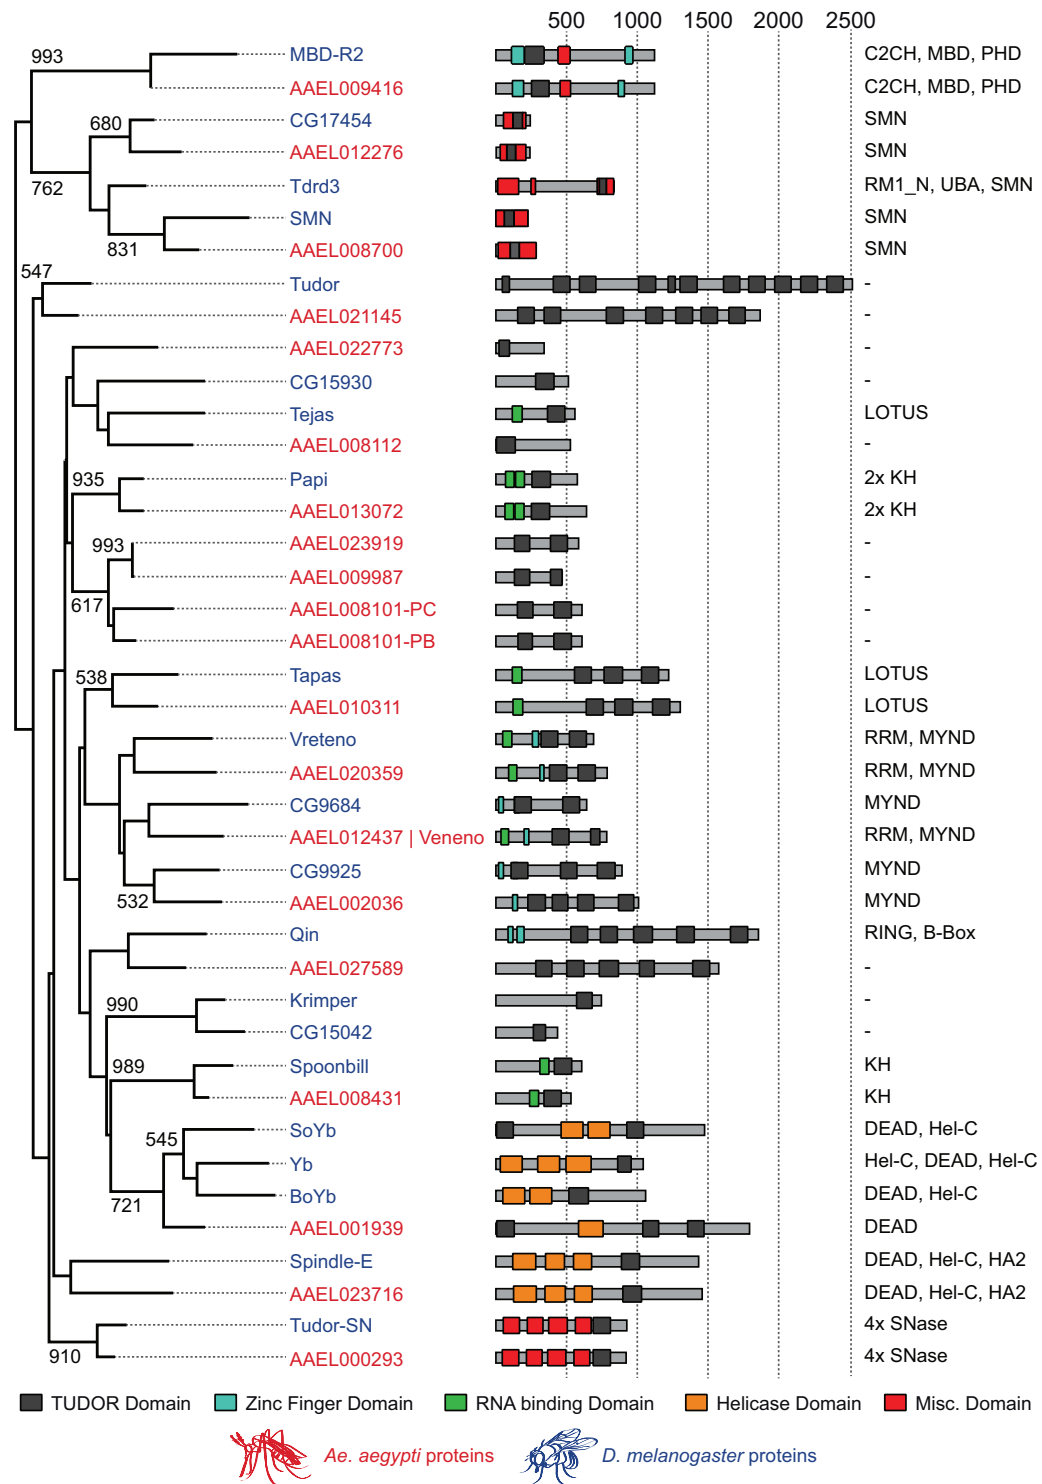 500 1000 1500 2000 2500
993 MBD-R2 C2CH, MBD, PHD
AAEL009416 C2CH, MBD, PHD
680 CG17454 SMN
AAEL012276 SMN
762 Tdrd3 RM1_N, UBA, SMN
SMN SMN
831 AAEL008700 SMN
547 Tudor -
AAEL021145 -
AAEL022773 -
CG15930 -
Tejas LOTUS
AAEL008112 -
935 Papi 2x KH
AAEL013072 2x KH
993 AAEL023919 -
AAEL009987 -
617 AAEL008101-PC -
AAEL008101-PB -
538 Tapas LOTUS
AAEL010311 LOTUS
Vreteno RRM, MYND
AAEL020359 RRM, MYND
CG9684 MYND
AAEL012437 | Veneno RRM, MYND
CG9925 MYND
532 AAEL002036 MYND
Qin RING, B-Box
AAEL027589 -
990 Krimper -
CG15042 -
989 Spoonbill KH
AAEL008431 KH
545 SoYb DEAD, Hel-C
Yb Hel-C, DEAD, Hel-C
721 BoYb DEAD, Hel-C
AAEL001939 DEAD
Spindle-E DEAD, Hel-C, HA2
AAEL023716 DEAD, Hel-C, HA2
Tudor-SN 4x SNase
910 AAEL000293 4x SNase
TUDOR Domain Zinc Finger Domain RNA binding Domain Helicase Domain Misc. Domain
Ae. aegypti proteins D. melanogaster proteins